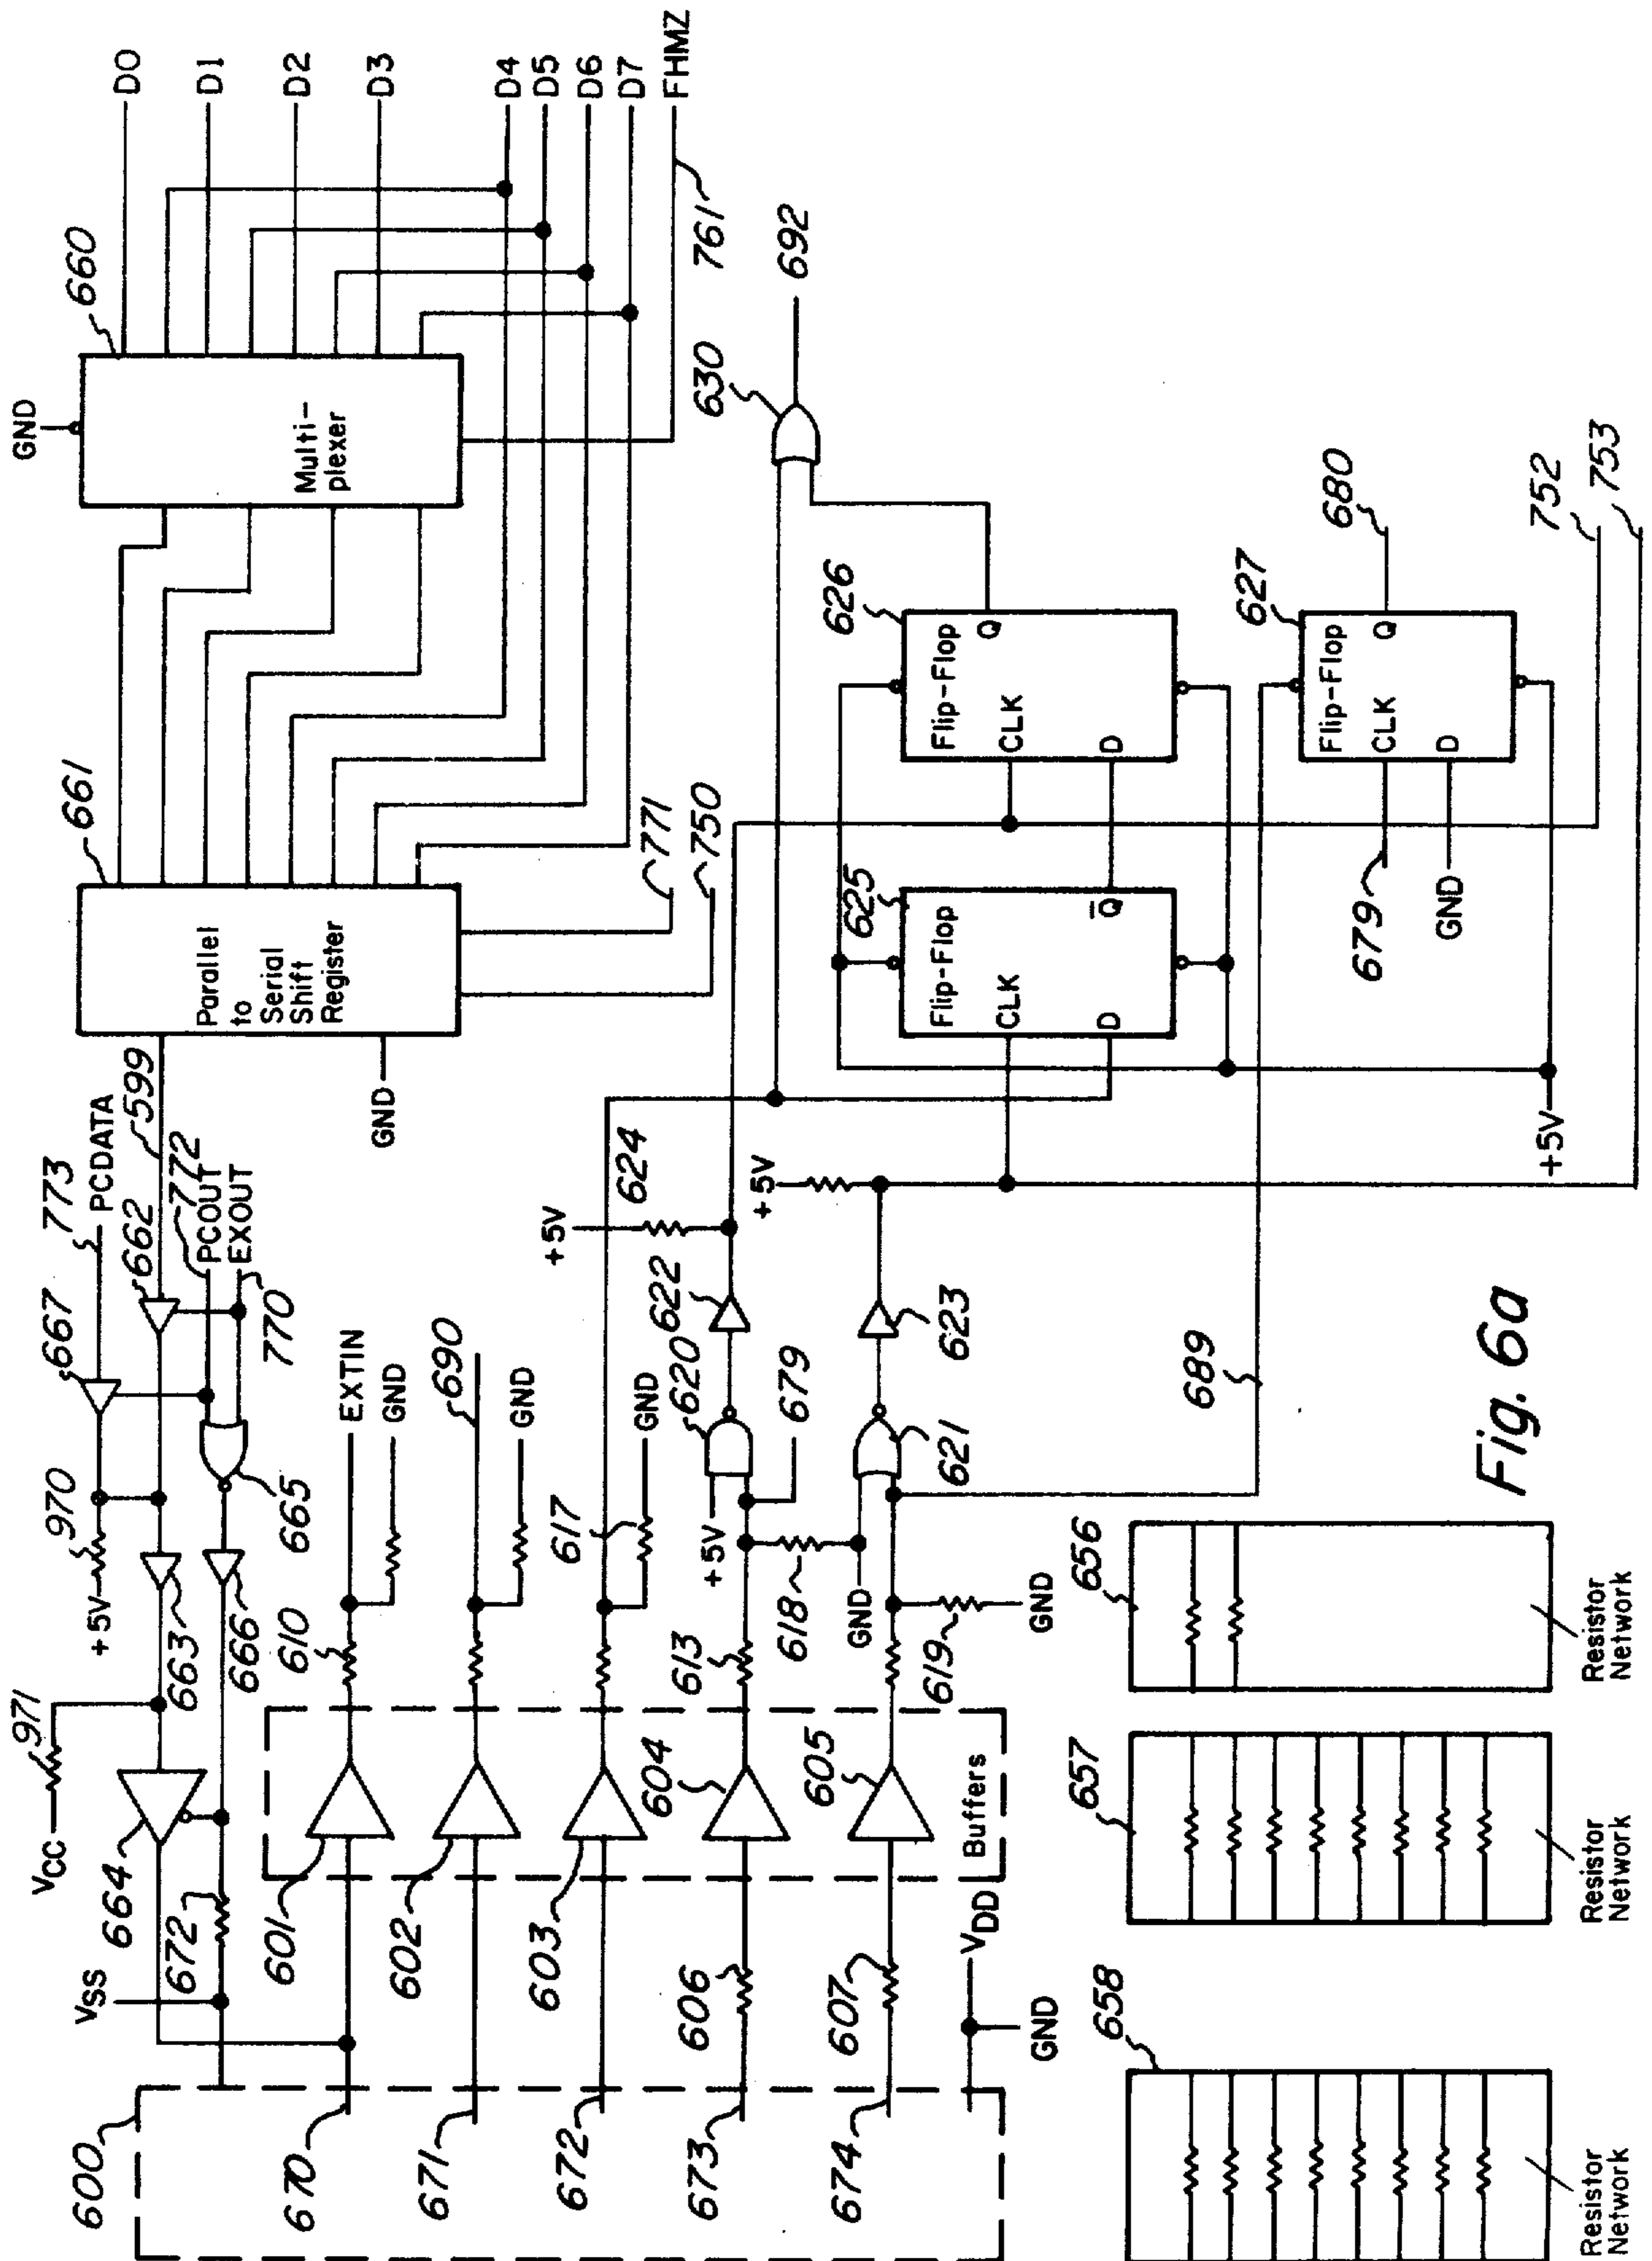 GND
660
Multi-
plexer
D0
D1
D2
D3
D4
D5
D6
D7
FHMZ
761
661
Parallel
to
Serial
Shift
Register
GND
771
750
599
773
PCDATA
772
PCOUT
EXOUT
667
662
770
970
+5V
665
663
666
971
VCC
664
672
VSS
600
601
602
603
604
605
Buffers
VDD
GND
606
607
670
671
672
673
674
610
EXTIN
GND
690
GND
617
GND
613
618
GND
619
GND
+5V
620
679
621
622
623
+5V
624
+5V
689
625
Flip-Flop
CLK
D
Q̅
626
Flip-Flop
CLK
D
Q
630
692
627
Flip-Flop
CLK
D
Q
679
GND
680
+5V
752
753
656
Resistor
Network
657
Resistor
Network
658
Resistor
Network
Fig. 6a